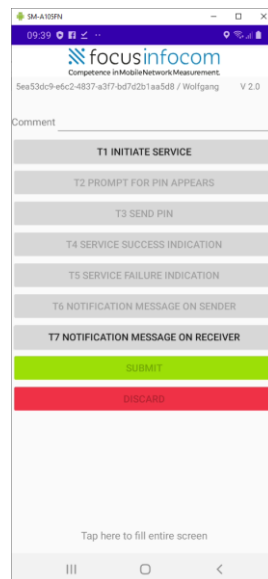 SM-A105FN
09:39
focusinfocom
Competence in Mobile Network Measurement.
5ea53dc9-e6c2-4837-a3f7-bd7d2b1aa5d8 / Wolfgang V 2.0
Comment
T1 INITIATE SERVICE
T2 PROMPT FOR PIN APPEARS
T3 SEND PIN
T4 SERVICE SUCCESS INDICATION
T5 SERVICE FAILURE INDICATION
T6 NOTIFICATION MESSAGE ON SENDER
T7 NOTIFICATION MESSAGE ON RECEIVER
SUBMIT
DISCARD
Tap here to fill entire screen